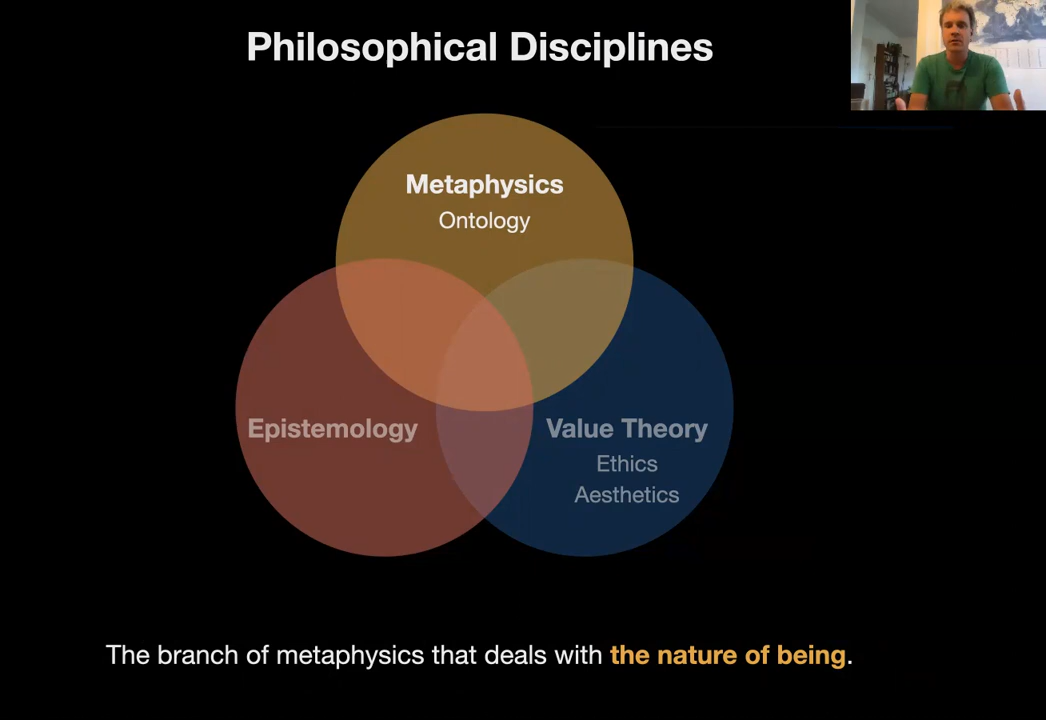 Philosophical Disciplines
Metaphysics
Ontology
Epistemology
Value Theory
Ethics
Aesthetics
The branch of metaphysics that deals with the nature of being.